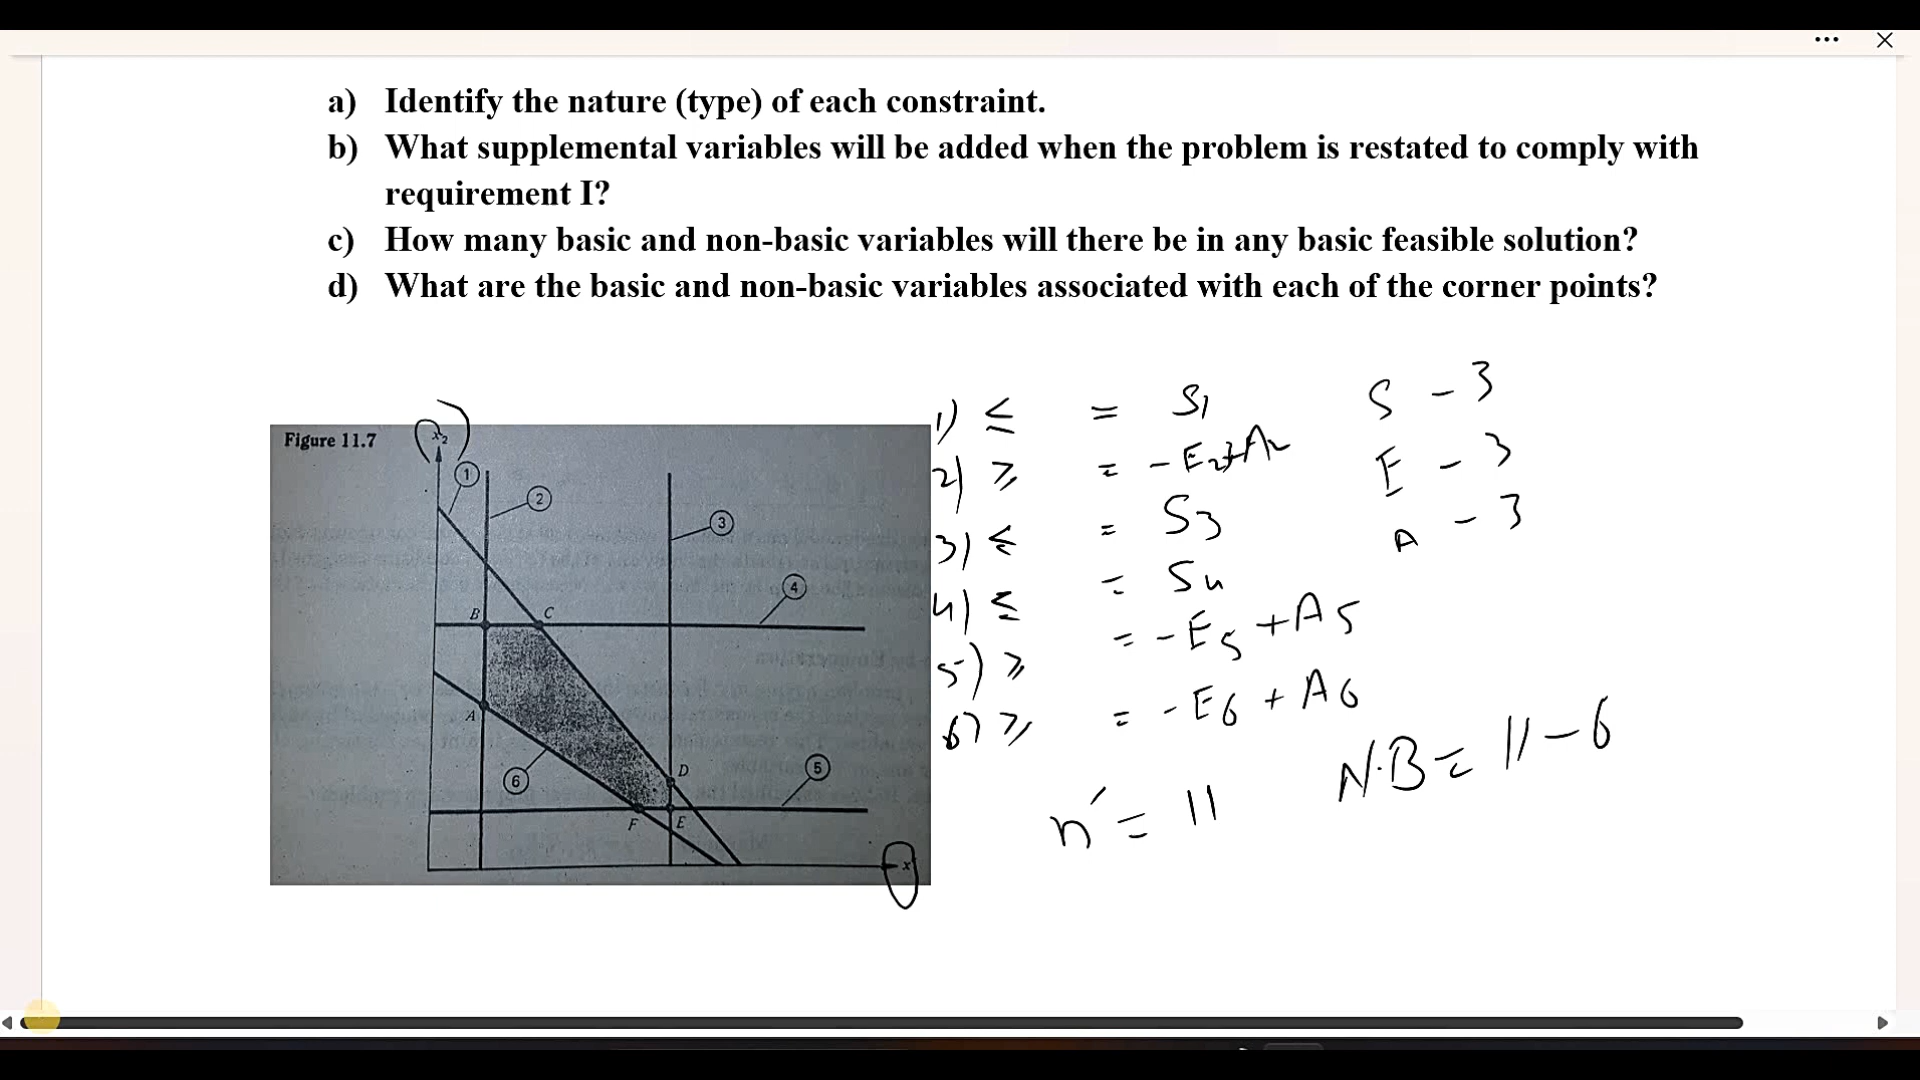 a) Identify the nature (type) of each constraint.
b) What supplemental variables will be added when the problem is restated to comply with
requirement I?
c) How many basic and non-basic variables will there be in any basic feasible solution?
d) What are the basic and non-basic variables associated with each of the corner points?
Figure 11.7
x₂
1
2
3
4
B
C
A
D
6
5
F
E
x
1) ≤ = S₁
2) ≥ = -E₂+A₂
3) ≤ = S₃
4) ≤ = S₄
5) ≥ = -E₅ + A₅
6) ≥ = -E₆ + A₆
S - 3
E - 3
A - 3
n' = 11
N.B = 11-6